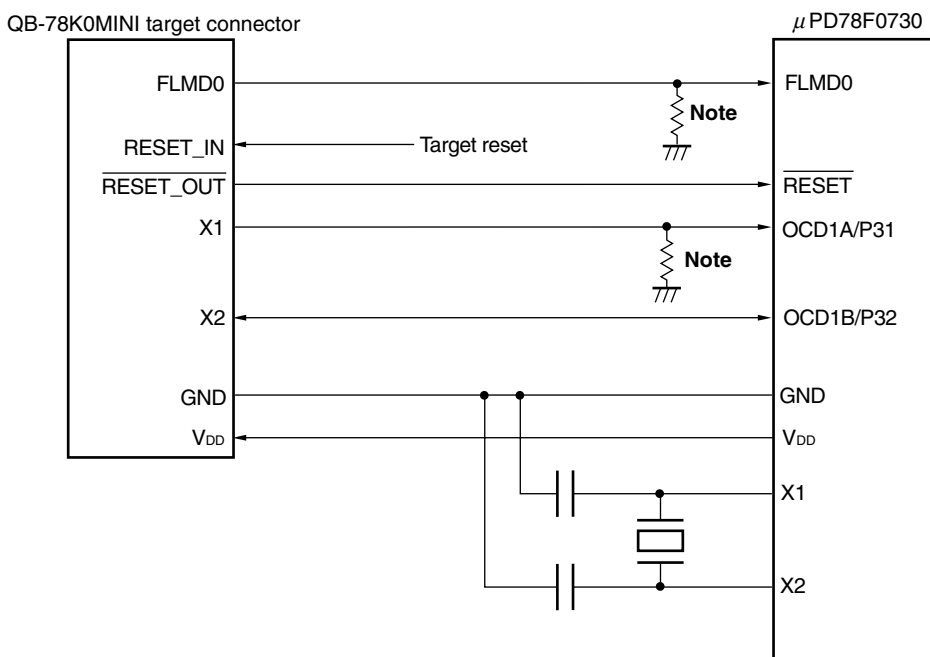 QB-78K0MINI target connector
μPD78F0730
FLMD0
FLMD0
Note
RESET_IN
Target reset
RESET_OUT
RESET
X1
OCD1A/P31
Note
X2
OCD1B/P32
GND
GND
VDD
VDD
X1
X2